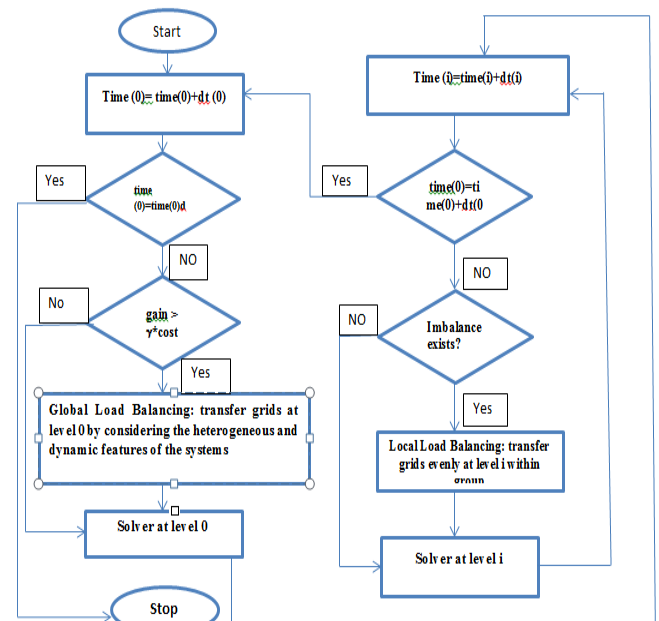 Start
Time (0)= time(0)+dt (0)
Yes
time
(0)=time(0)d
NO
No
gain >
γ*cost
Yes
Global Load Balancing: transfer grids at
level 0 by considering the heterogeneous and
dynamic features of the systems
Solver at level 0
Stop
Time (i)=time(i)+dt(i)
Yes
time(0)=ti
me(0)+dt(0
NO
NO
Imbalance
exists?
Yes
Local Load Balancing: transfer
grids evenly at level i within
group
Solver at level i